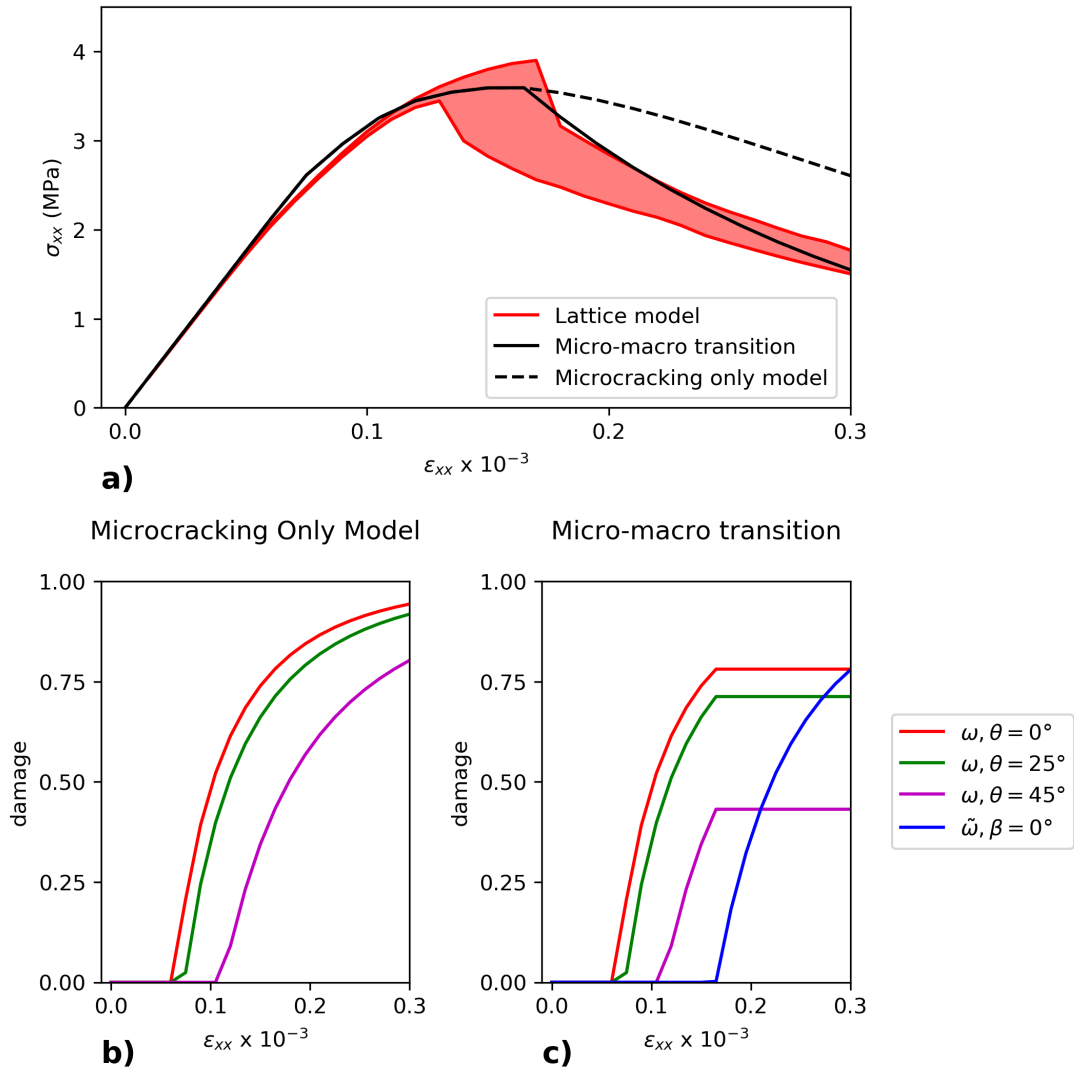 4
3
2
1
0
σxx (MPa)
Lattice model
Micro-macro transition
Microcracking only model
0.0 0.1 0.2 0.3
εxx x 10⁻³
a)
Microcracking Only Model
1.00
0.75
0.50
0.25
0.00
damage
0.0 0.1 0.2 0.3
εxx x 10⁻³
b)
Micro-macro transition
1.00
0.75
0.50
0.25
0.00
damage
0.0 0.1 0.2 0.3
εxx x 10⁻³
c)
ω, θ = 0°
ω, θ = 25°
ω, θ = 45°
ω̃, β = 0°